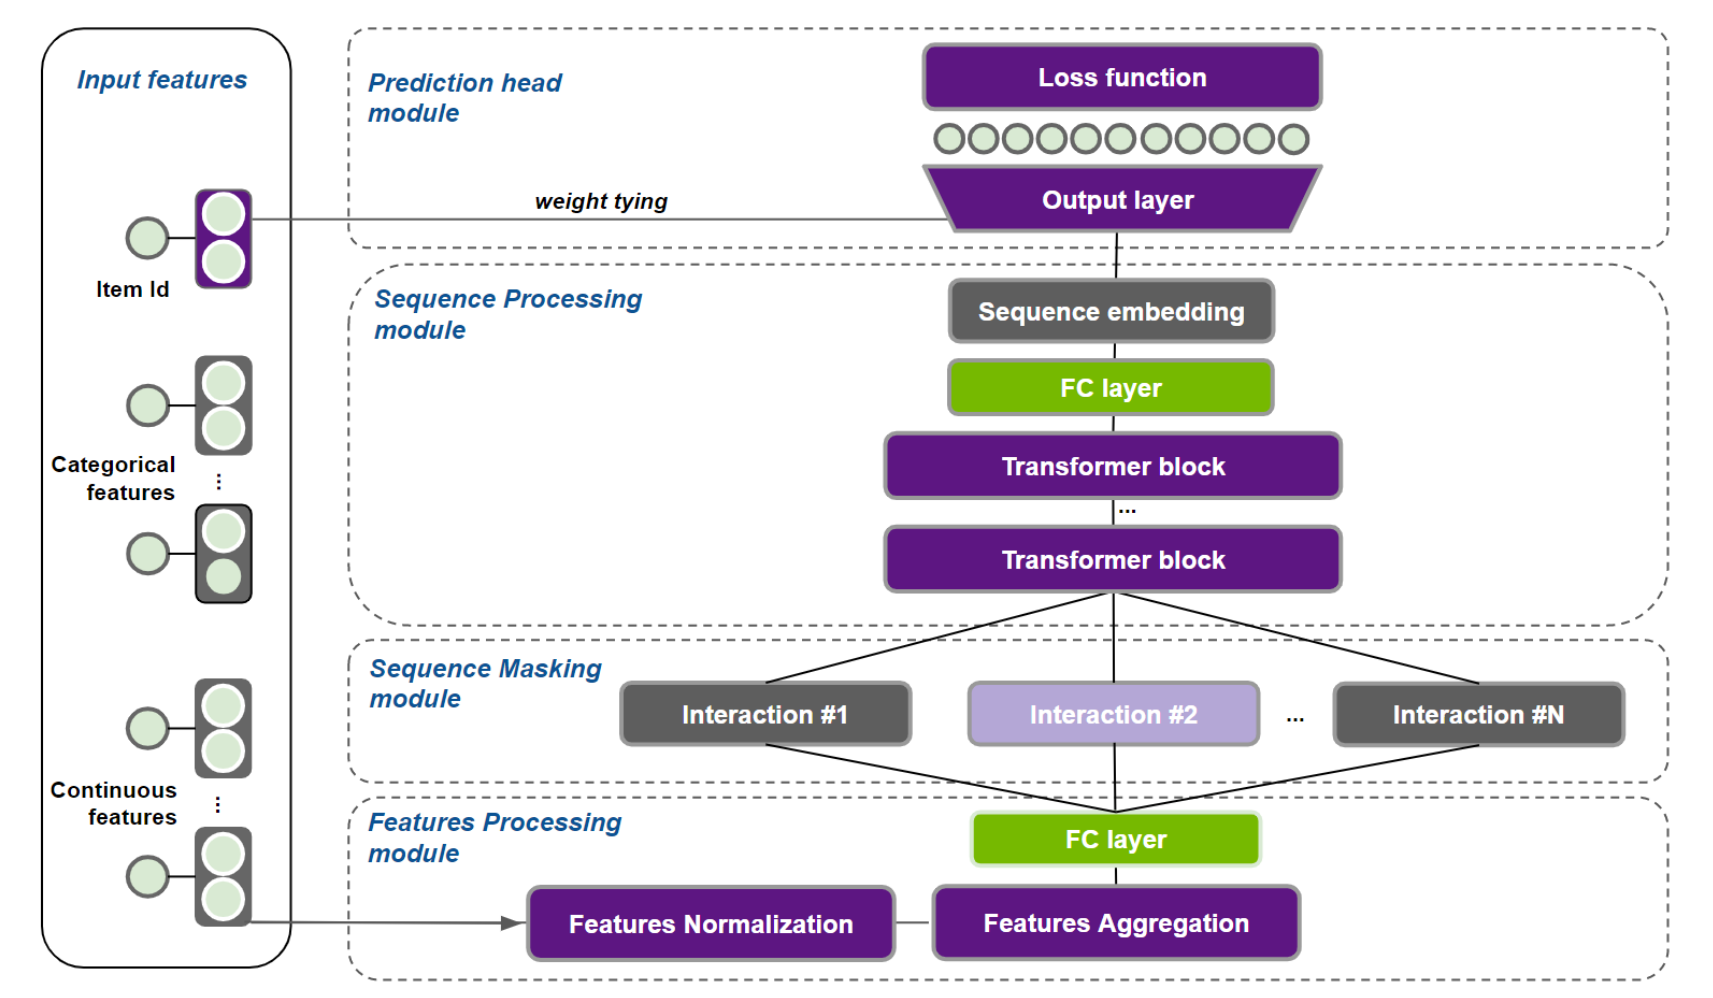 Input features
Item Id
Categorical
features
...
Continuous
features
...
Prediction head
module
Loss function
weight tying
Output layer
Sequence Processing
module
Sequence embedding
FC layer
Transformer block
...
Transformer block
Sequence Masking
module
Interaction #1
Interaction #2
...
Interaction #N
Features Processing
module
FC layer
Features Normalization
Features Aggregation